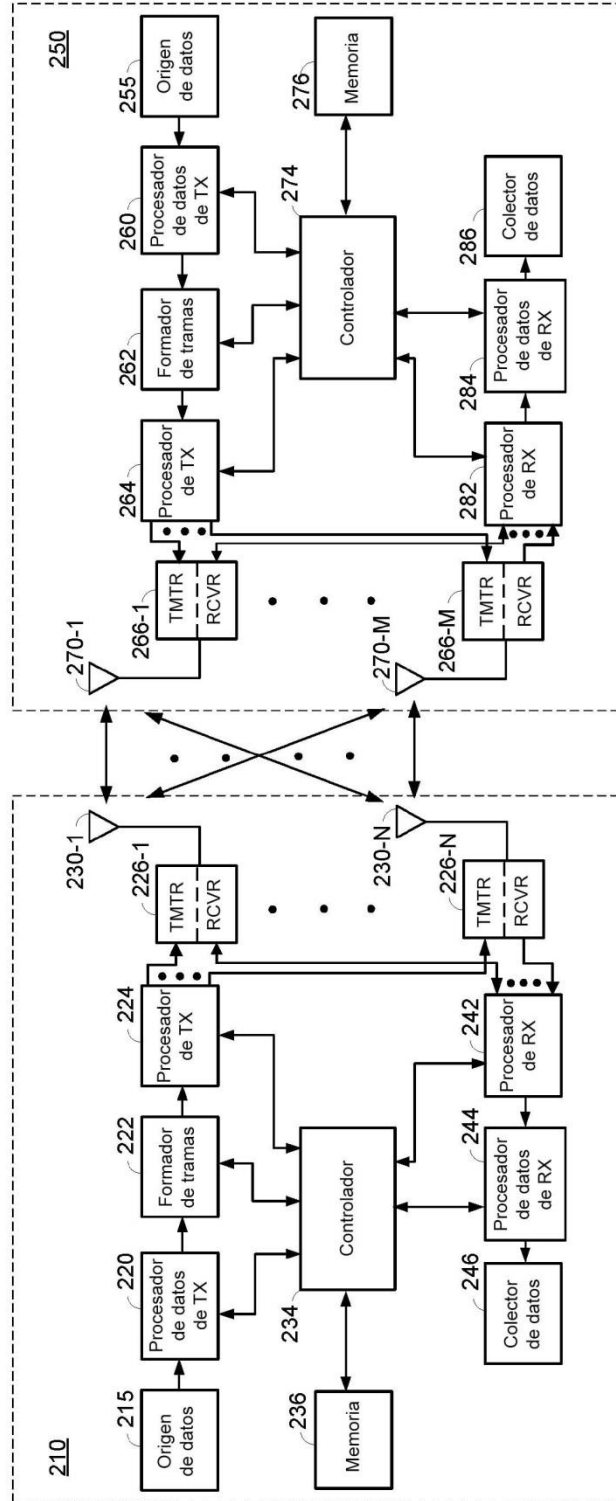 210
215
Origen
de datos
220
Procesador
de datos
de TX
222
Formador
de tramas
224
Procesador
de TX
226-1
TMTR
RCVR
230-1
236
Memoria
234
Controlador
246
Colector
de datos
244
Procesador
de datos
de RX
242
Procesador
de RX
226-N
TMTR
RCVR
230-N
250
270-1
266-1
TMTR
RCVR
264
Procesador
de TX
262
Formador
de tramas
260
Procesador
de datos
de TX
255
Origen
de datos
274
Controlador
276
Memoria
270-M
266-M
TMTR
RCVR
282
Procesador
de RX
284
Procesador
de datos
de RX
286
Colector
de datos